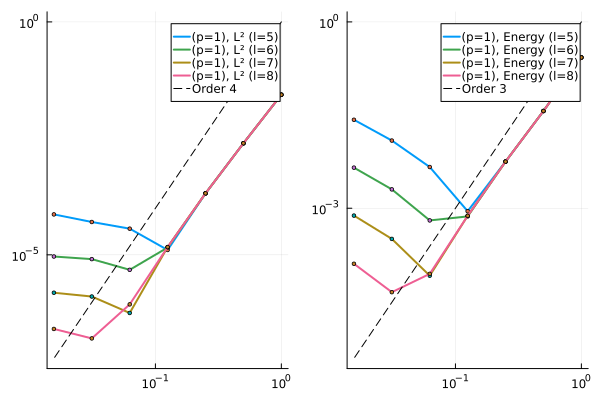 10⁰
10⁻⁵
10⁻¹
10⁰
(p=1), L² (l=5)
(p=1), L² (l=6)
(p=1), L² (l=7)
(p=1), L² (l=8)
Order 4
10⁰
10⁻³
10⁻¹
10⁰
(p=1), Energy (l=5)
(p=1), Energy (l=6)
(p=1), Energy (l=7)
(p=1), Energy (l=8)
Order 3